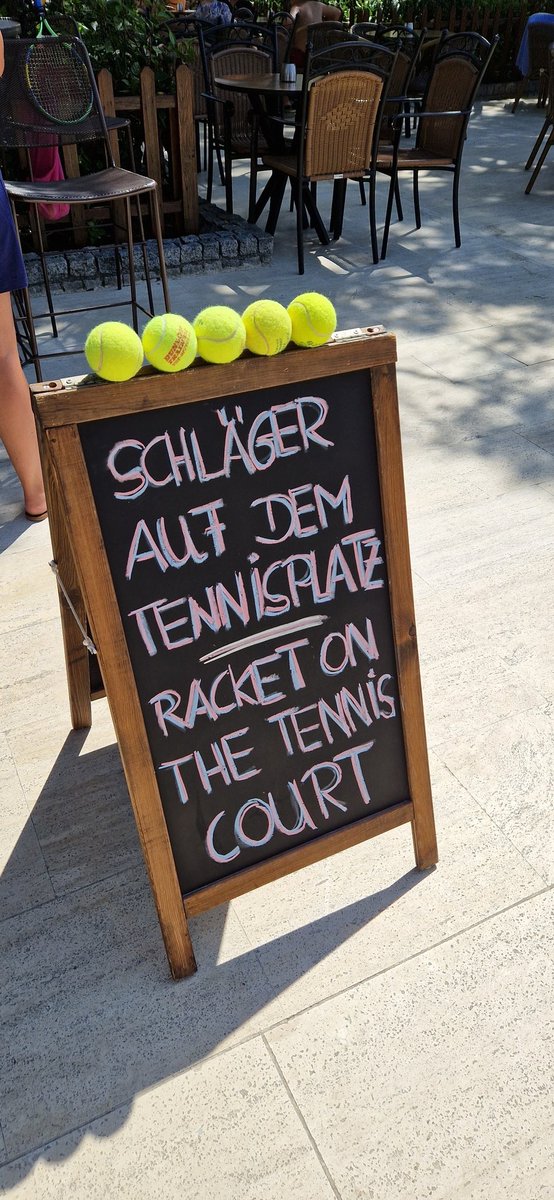 SCHLÄGER
AUF DEM
TENNISPLATZ
RACKET ON
THE TENNIS
COURT